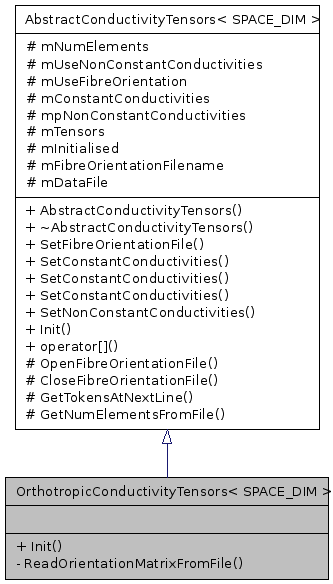 AbstractConductivityTensors< SPACE_DIM >
# mNumElements
# mUseNonConstantConductivities
# mUseFibreOrientation
# mConstantConductivities
# mpNonConstantConductivities
# mTensors
# mInitialised
# mFibreOrientationFilename
# mDataFile
+ AbstractConductivityTensors()
+ ~AbstractConductivityTensors()
+ SetFibreOrientationFile()
+ SetConstantConductivities()
+ SetConstantConductivities()
+ SetConstantConductivities()
+ SetNonConstantConductivities()
+ Init()
+ operator[]()
# OpenFibreOrientationFile()
# CloseFibreOrientationFile()
# GetTokensAtNextLine()
# GetNumElementsFromFile()
OrthotropicConductivityTensors< SPACE_DIM >
+ Init()
- ReadOrientationMatrixFromFile()